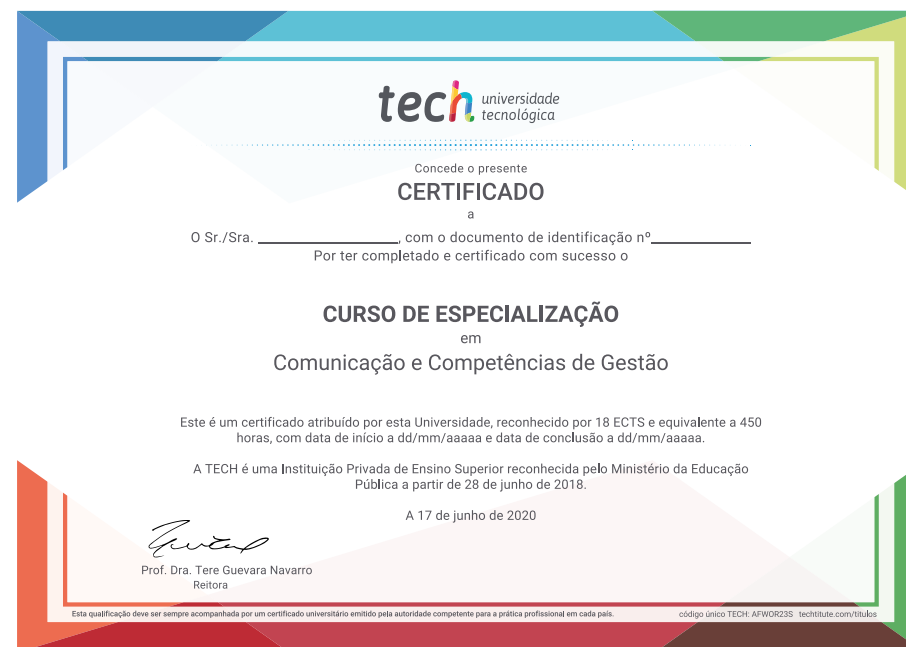 tech universidade
tecnológica
Concede o presente
CERTIFICADO
a
O Sr./Sra. ____________________, com o documento de identificação nº______________
Por ter completado e certificado com sucesso o
CURSO DE ESPECIALIZAÇÃO
em
Comunicação e Competências de Gestão
Este é um certificado atribuído por esta Universidade, reconhecido por 18 ECTS e equivalente a 450
horas, com data de início a dd/mm/aaaaa e data de conclusão a dd/mm/aaaaa.
A TECH é uma Instituição Privada de Ensino Superior reconhecida pelo Ministério da Educação
Pública a partir de 28 de junho de 2018.
A 17 de junho de 2020
Prof. Dra. Tere Guevara Navarro
Reitora
Esta qualificação deve ser sempre acompanhada por um certificado universitário emitido pela autoridade competente para a prática profissional em cada país.
código único TECH: AFWOR23S techtitute.com/titulos